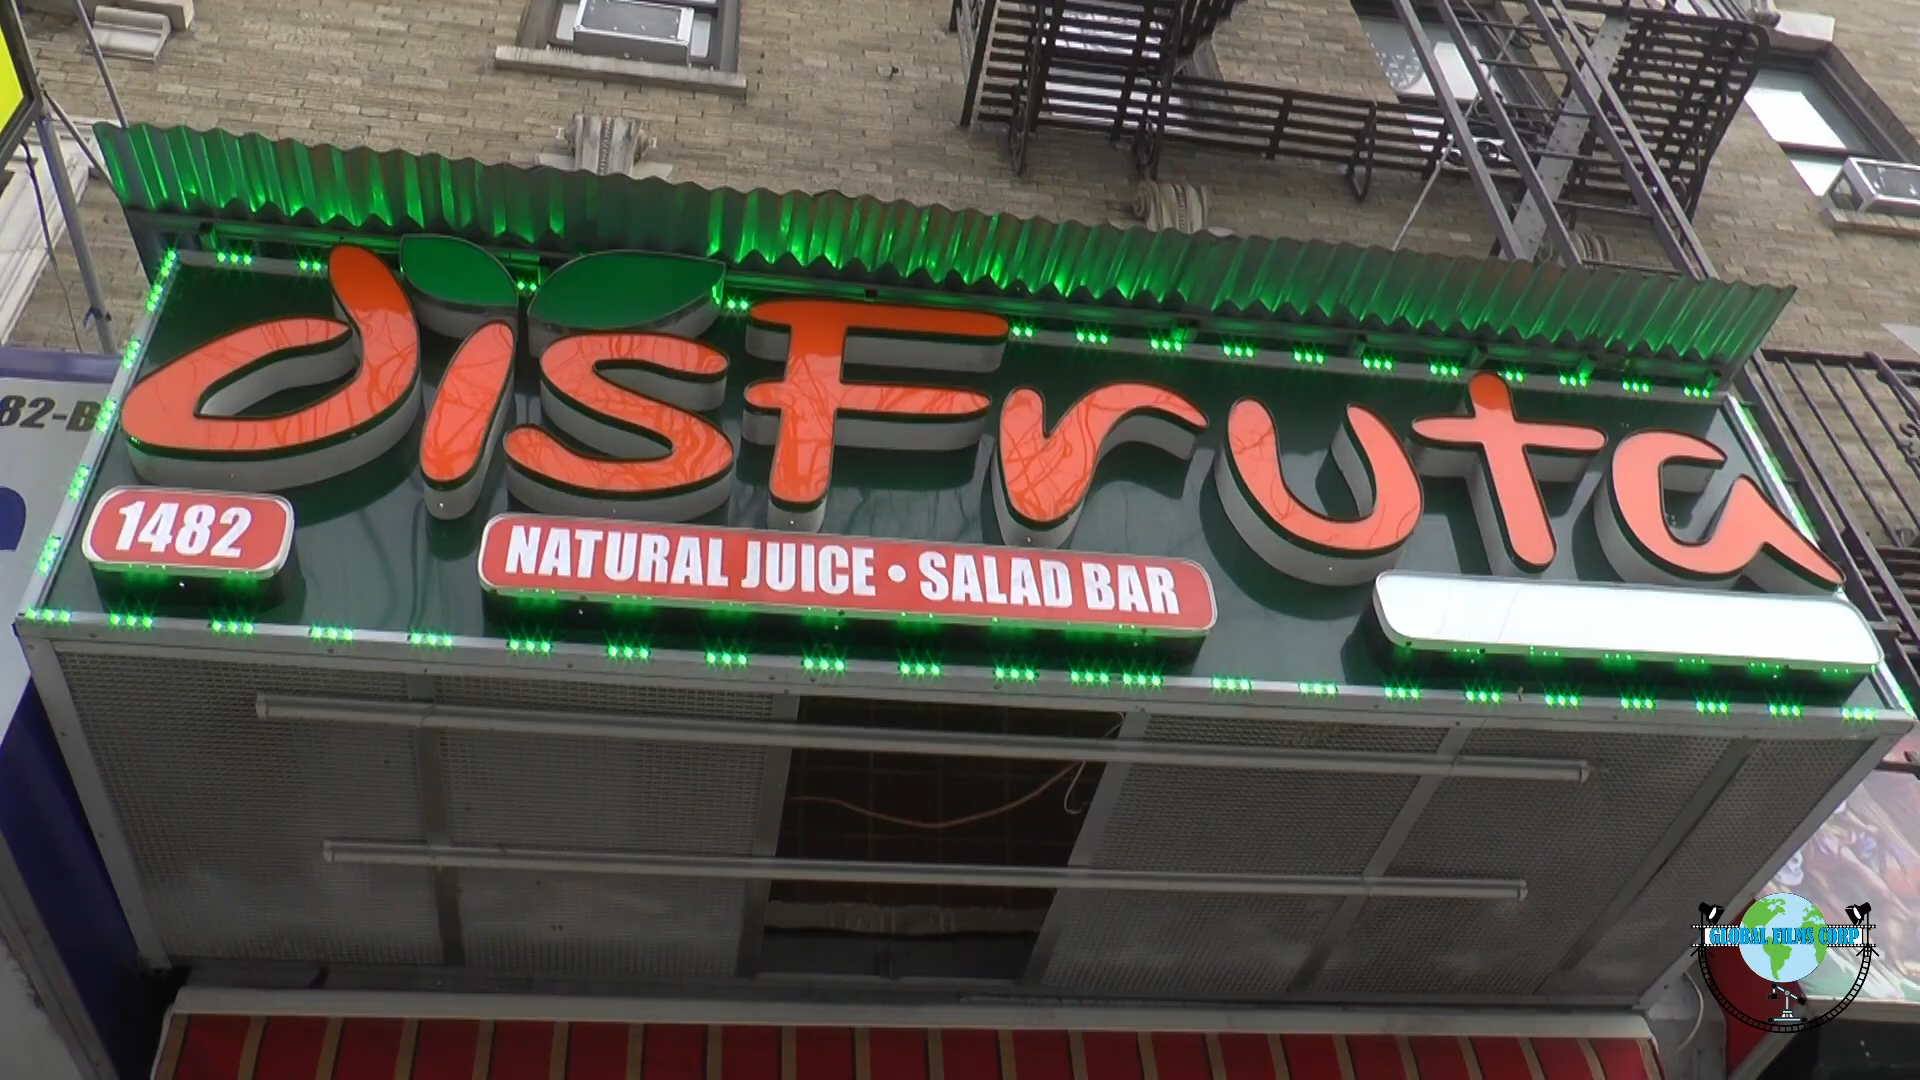 disFruta
1482
NATURAL JUICE • SALAD BAR
82-B
GLOBAL FILMS CORP